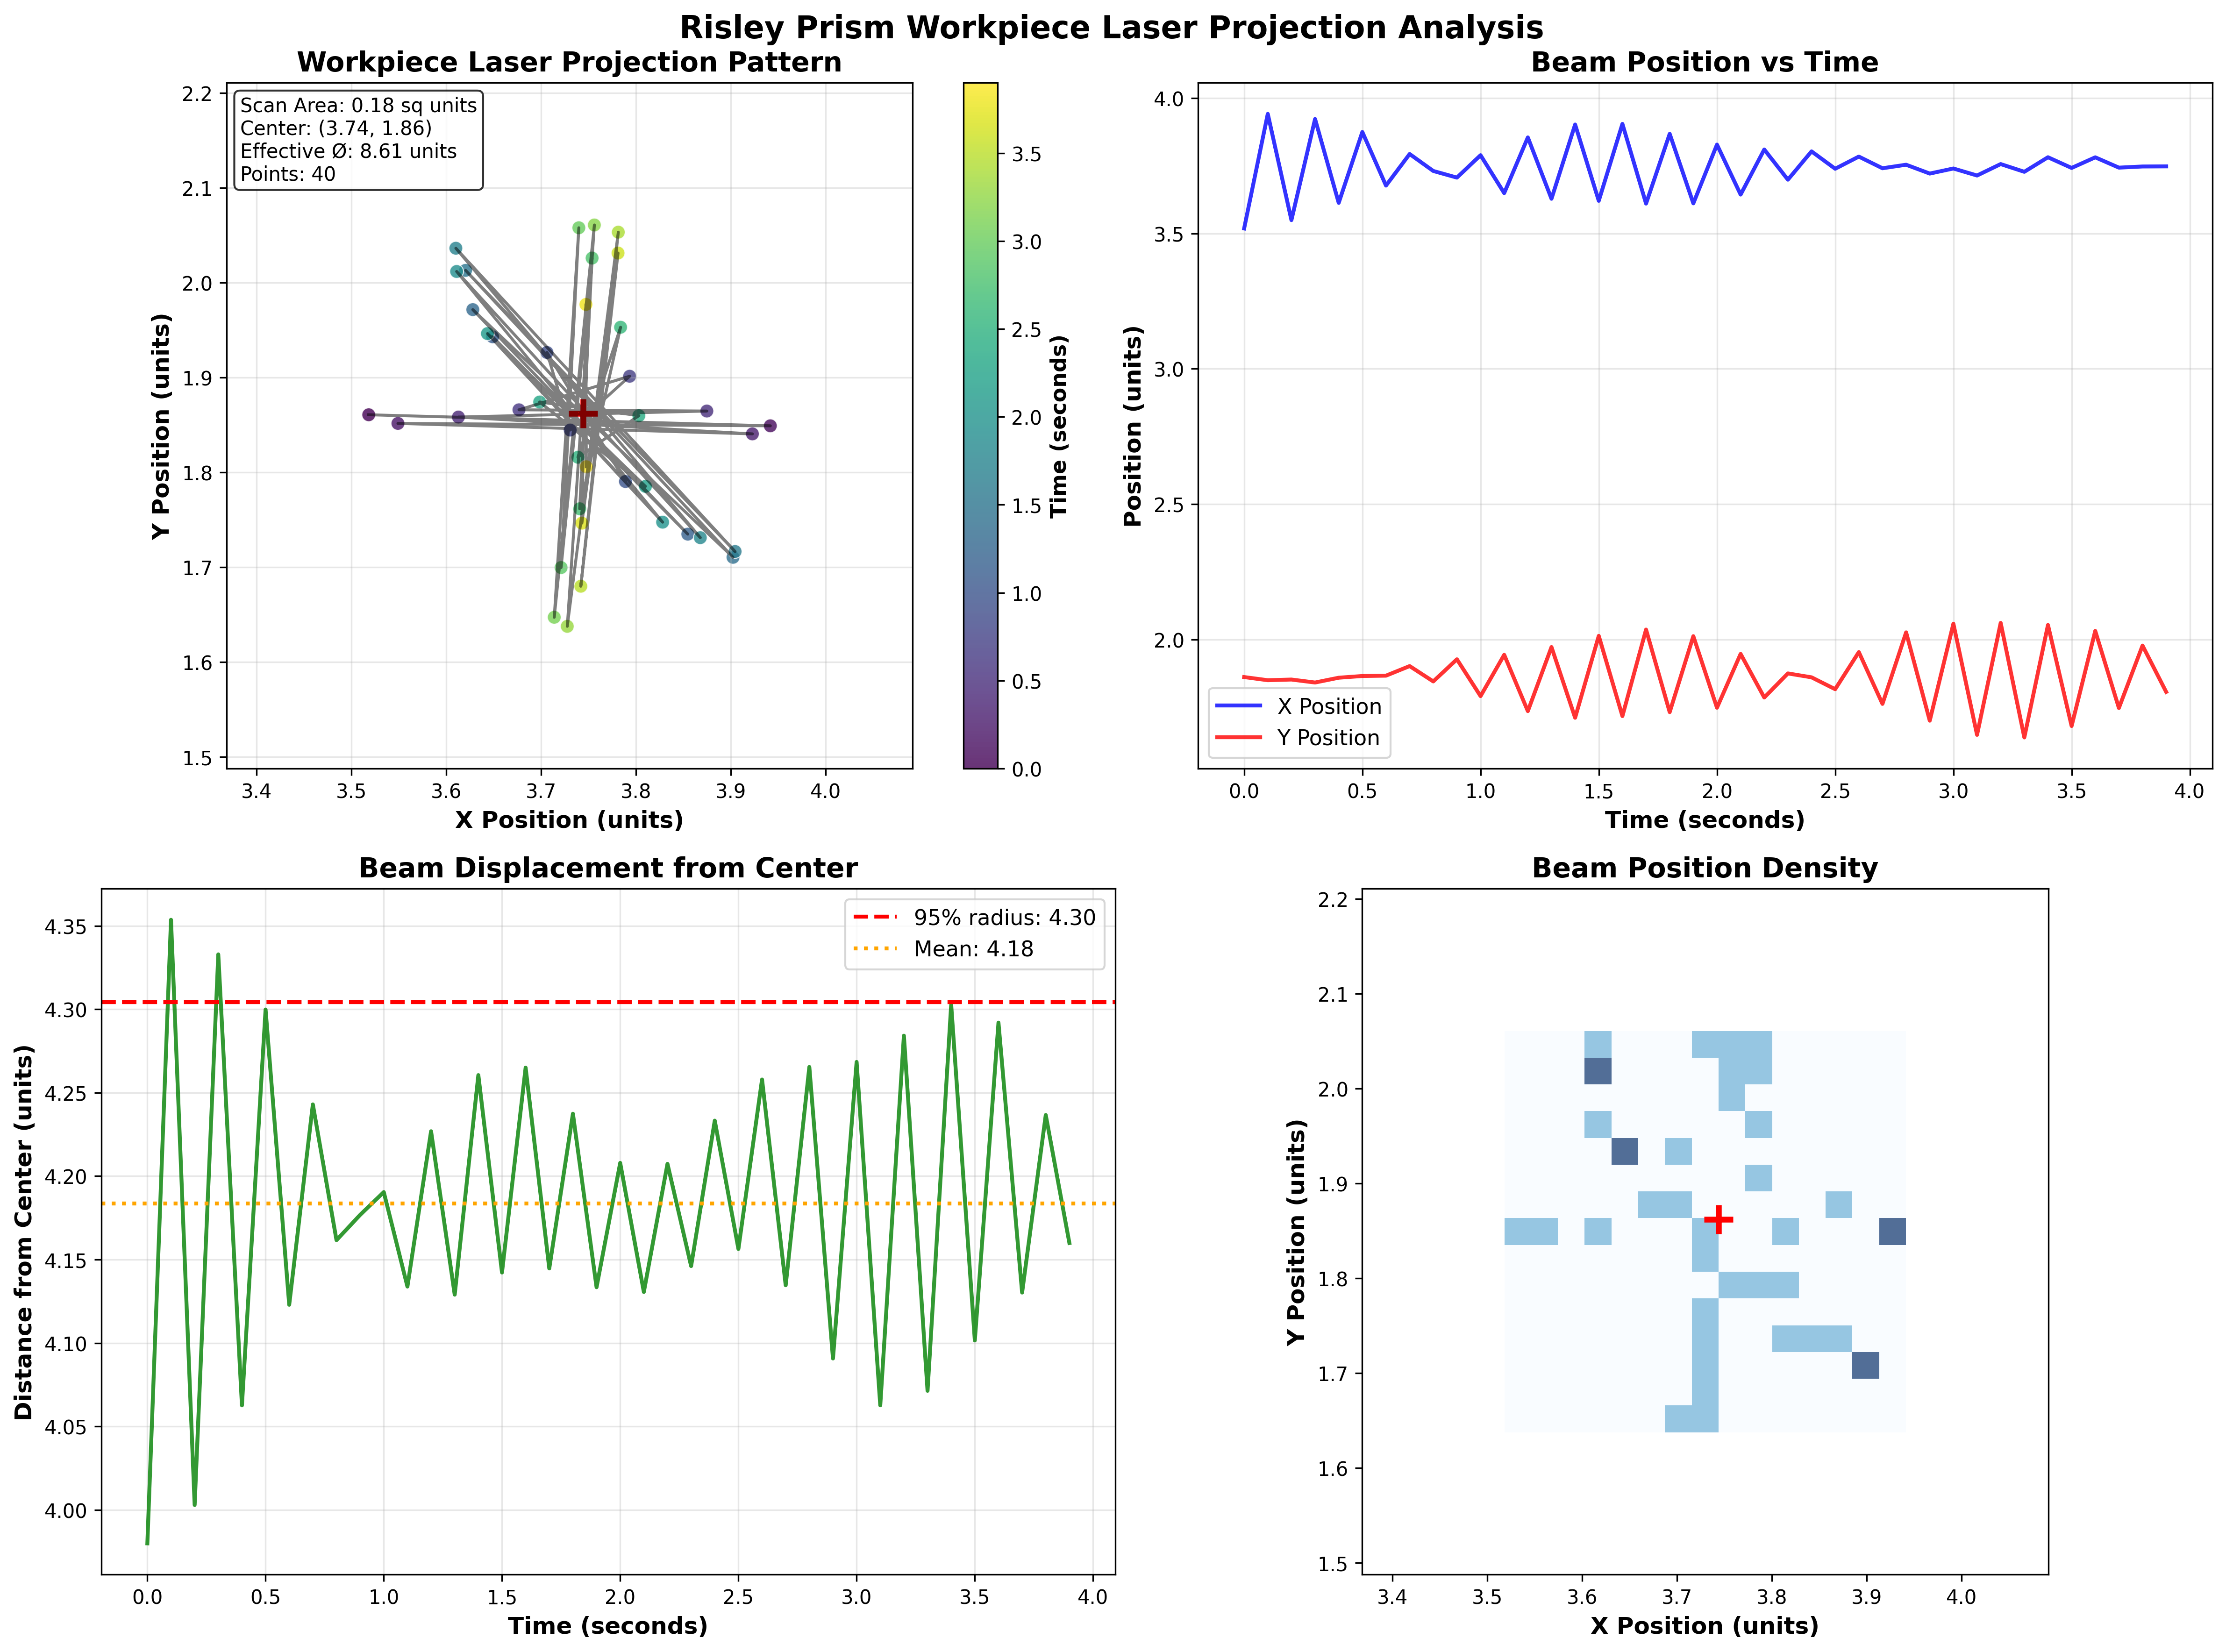 Risley Prism Workpiece Laser Projection Analysis
Workpiece Laser Projection Pattern
Scan Area: 0.18 sq units
Center: (3.74, 1.86)
Effective Ø: 8.61 units
Points: 40
2.2
2.1
2.0
1.9
1.8
1.7
1.6
1.5
Y Position (units)
3.4 3.5 3.6 3.7 3.8 3.9 4.0
X Position (units)
3.5
3.0
2.5
2.0
1.5
1.0
0.5
0.0
Time (seconds)
Beam Position vs Time
4.0
3.5
3.0
2.5
2.0
Position (units)
X Position
Y Position
0.0 0.5 1.0 1.5 2.0 2.5 3.0 3.5 4.0
Time (seconds)
Beam Displacement from Center
95% radius: 4.30
Mean: 4.18
4.35
4.30
4.25
4.20
4.15
4.10
4.05
4.00
Distance from Center (units)
0.0 0.5 1.0 1.5 2.0 2.5 3.0 3.5 4.0
Time (seconds)
Beam Position Density
2.2
2.1
2.0
1.9
1.8
1.7
1.6
1.5
Y Position (units)
3.4 3.5 3.6 3.7 3.8 3.9 4.0
X Position (units)